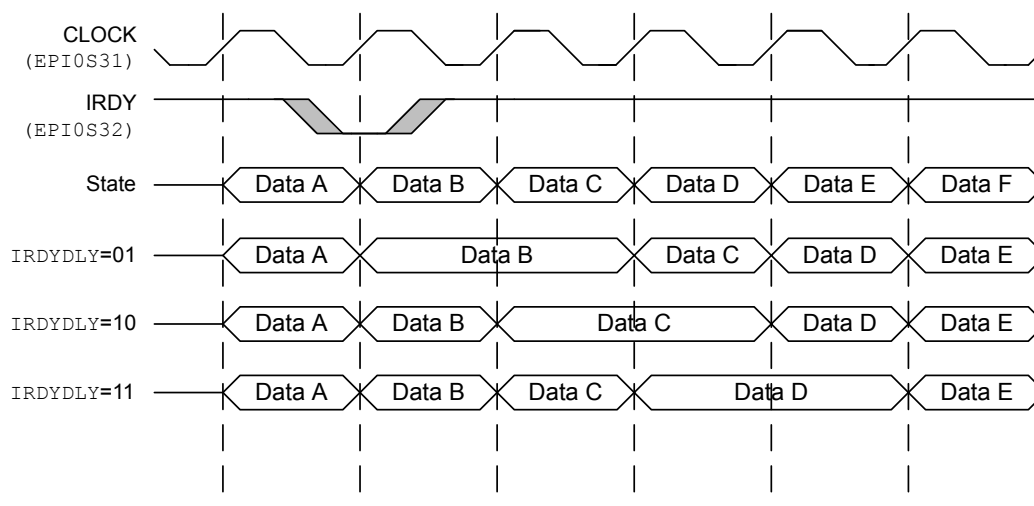 CLOCK
(EPI0S31)
IRDY
(EPI0S32)
State Data A Data B Data C Data D Data E Data F
IRDYDLY=01 Data A Data B Data C Data D Data E
IRDYDLY=10 Data A Data B Data C Data D Data E
IRDYDLY=11 Data A Data B Data C Data D Data E